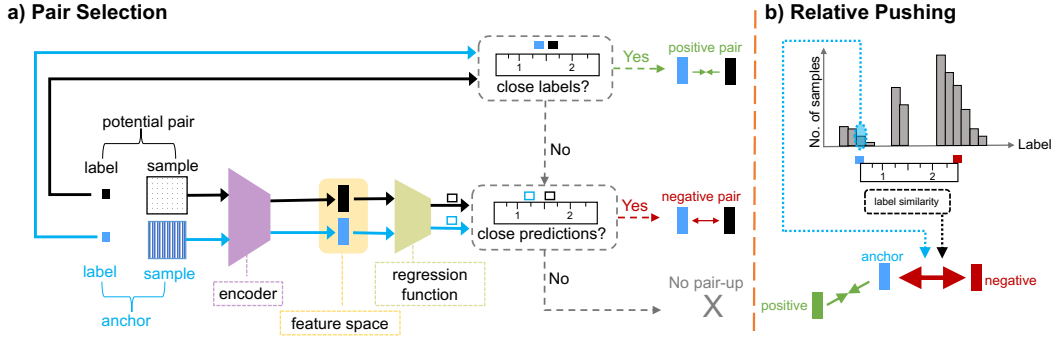 a) Pair Selection
potential pair
label
sample
label
sample
anchor
encoder
feature space
regression
function
1
2
close labels?
Yes
positive pair
No
1
2
close predictions?
Yes
negative pair
No
No pair-up
X
b) Relative Pushing
No. of samples
Label
label similarity
anchor
negative
positive